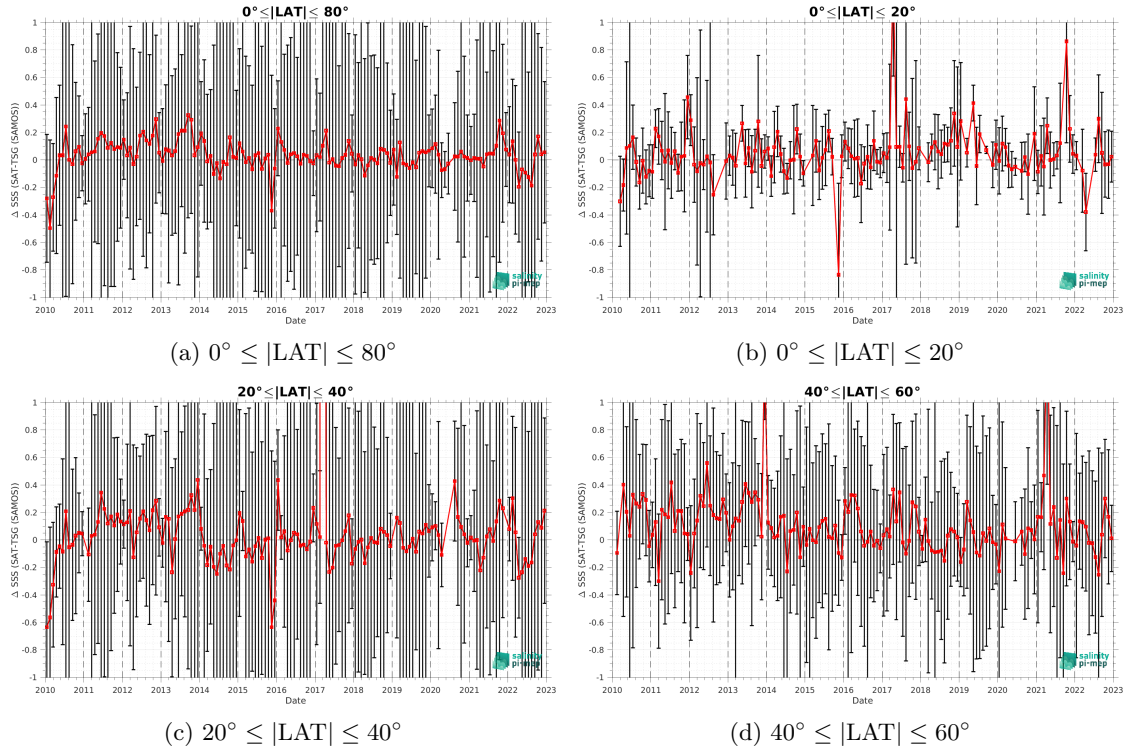 0°≤|LAT|≤ 80°
Δ SSS (SAT-TSG (SAMOS))
1
0.8
0.6
0.4
0.2
0
-0.2
-0.4
-0.6
-0.8
-1
2010 2011 2012 2013 2014 2015 2016 2017 2018 2019 2020 2021 2022 2023
Date
salinity
pi-mep
(a) 0° ≤ |LAT| ≤ 80°
0°≤|LAT|≤ 20°
Δ SSS (SAT-TSG (SAMOS))
1
0.8
0.6
0.4
0.2
0
-0.2
-0.4
-0.6
-0.8
-1
2010 2011 2012 2013 2014 2015 2016 2017 2018 2019 2020 2021 2022 2023
Date
salinity
pi-mep
(b) 0° ≤ |LAT| ≤ 20°
20°≤|LAT|≤ 40°
Δ SSS (SAT-TSG (SAMOS))
1
0.8
0.6
0.4
0.2
0
-0.2
-0.4
-0.6
-0.8
-1
2010 2011 2012 2013 2014 2015 2016 2017 2018 2019 2020 2021 2022 2023
Date
salinity
pi-mep
(c) 20° ≤ |LAT| ≤ 40°
40°≤|LAT|≤ 60°
Δ SSS (SAT-TSG (SAMOS))
1
0.8
0.6
0.4
0.2
0
-0.2
-0.4
-0.6
-0.8
-1
2010 2011 2012 2013 2014 2015 2016 2017 2018 2019 2020 2021 2022 2023
Date
salinity
pi-mep
(d) 40° ≤ |LAT| ≤ 60°